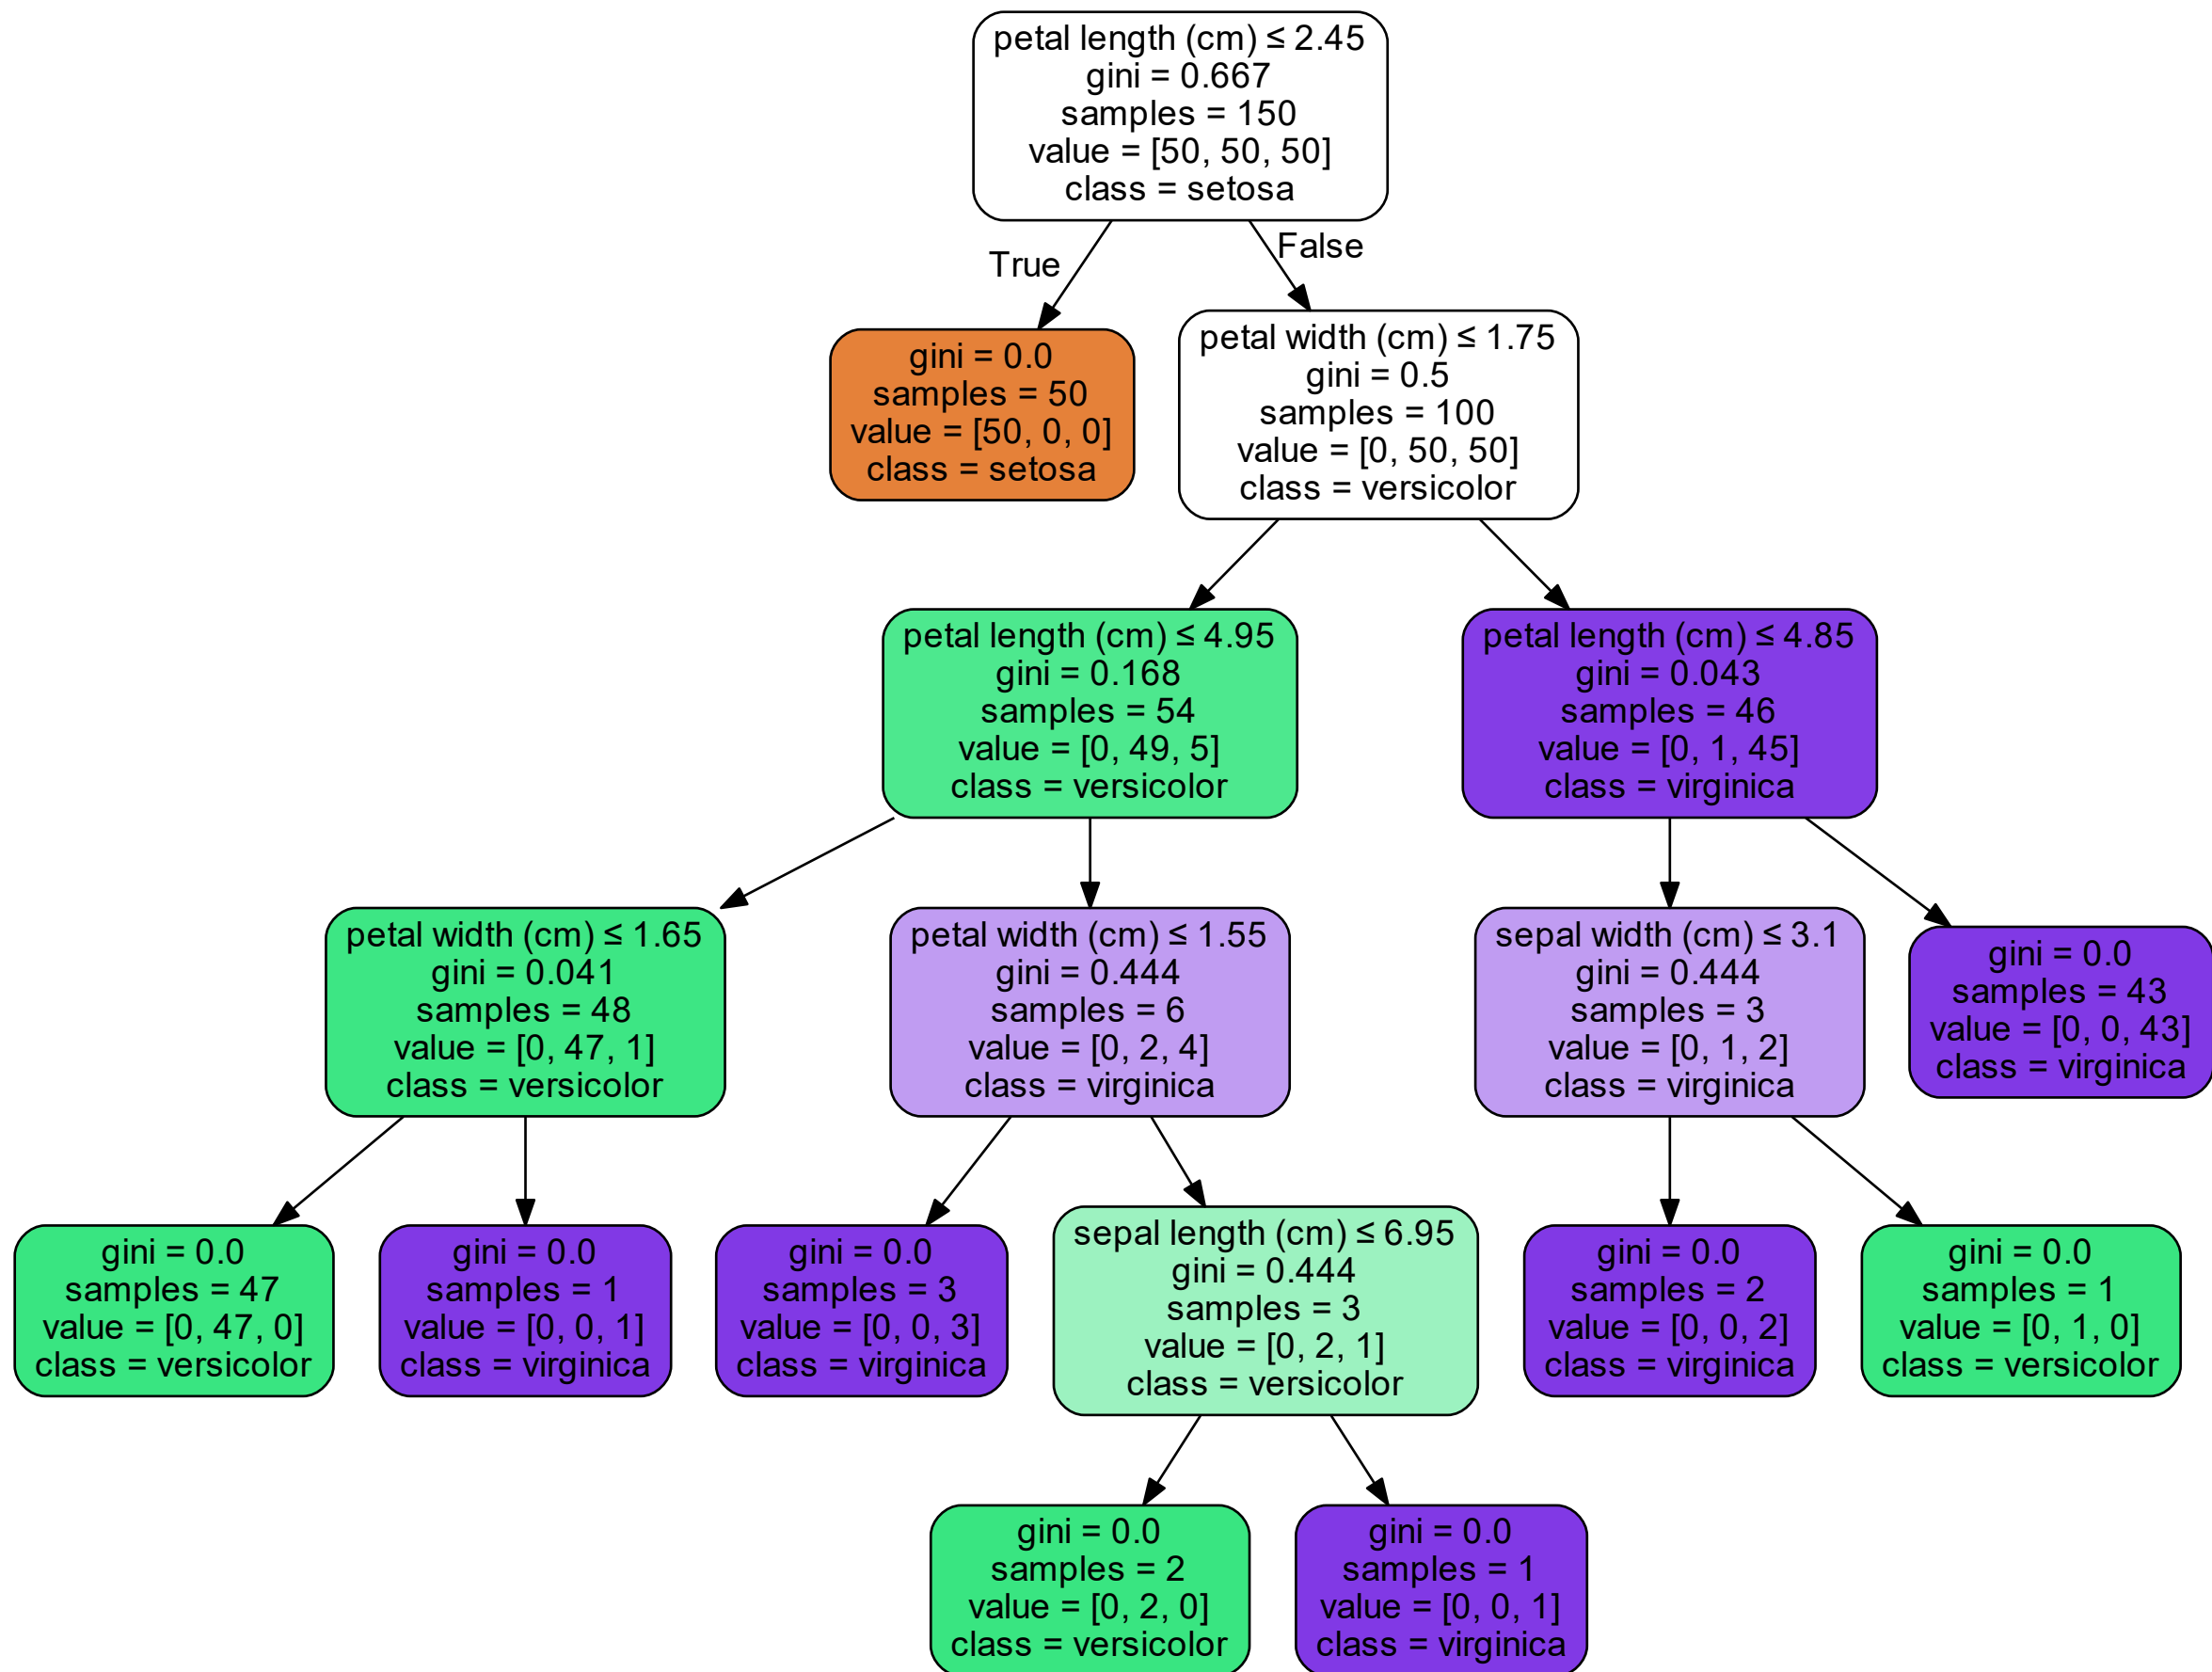 petal length (cm) ≤ 2.45
gini = 0.667
samples = 150
value = [50, 50, 50]
class = setosa
True
False
gini = 0.0
samples = 50
value = [50, 0, 0]
class = setosa
petal width (cm) ≤ 1.75
gini = 0.5
samples = 100
value = [0, 50, 50]
class = versicolor
petal length (cm) ≤ 4.95
gini = 0.168
samples = 54
value = [0, 49, 5]
class = versicolor
petal length (cm) ≤ 4.85
gini = 0.043
samples = 46
value = [0, 1, 45]
class = virginica
petal width (cm) ≤ 1.65
gini = 0.041
samples = 48
value = [0, 47, 1]
class = versicolor
petal width (cm) ≤ 1.55
gini = 0.444
samples = 6
value = [0, 2, 4]
class = virginica
sepal width (cm) ≤ 3.1
gini = 0.444
samples = 3
value = [0, 1, 2]
class = virginica
gini = 0.0
samples = 43
value = [0, 0, 43]
class = virginica
gini = 0.0
samples = 47
value = [0, 47, 0]
class = versicolor
gini = 0.0
samples = 1
value = [0, 0, 1]
class = virginica
gini = 0.0
samples = 3
value = [0, 0, 3]
class = virginica
sepal length (cm) ≤ 6.95
gini = 0.444
samples = 3
value = [0, 2, 1]
class = versicolor
gini = 0.0
samples = 2
value = [0, 0, 2]
class = virginica
gini = 0.0
samples = 1
value = [0, 1, 0]
class = versicolor
gini = 0.0
samples = 2
value = [0, 2, 0]
class = versicolor
gini = 0.0
samples = 1
value = [0, 0, 1]
class = virginica